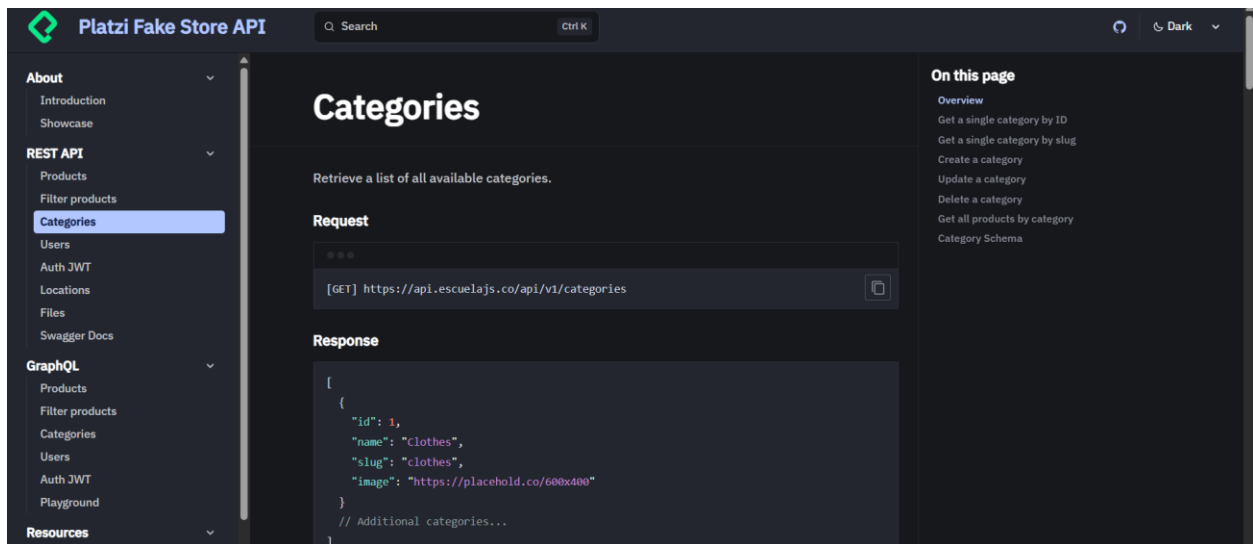 Platzi Fake Store API
Search
Ctrl K
Dark
About
Introduction
Showcase
REST API
Products
Filter products
Categories
Users
Auth JWT
Locations
Files
Swagger Docs
GraphQL
Products
Filter products
Categories
Users
Auth JWT
Playground
Resources
Categories
Retrieve a list of all available categories.
Request
[GET] https://api.escuelajs.co/api/v1/categories
Response
[
{
"id": 1,
"name": "Clothes",
"slug": "clothes",
"image": "https://placehold.co/600x400"
}
// Additional categories...
]
On this page
Overview
Get a single category by ID
Get a single category by slug
Create a category
Update a category
Delete a category
Get all products by category
Category Schema